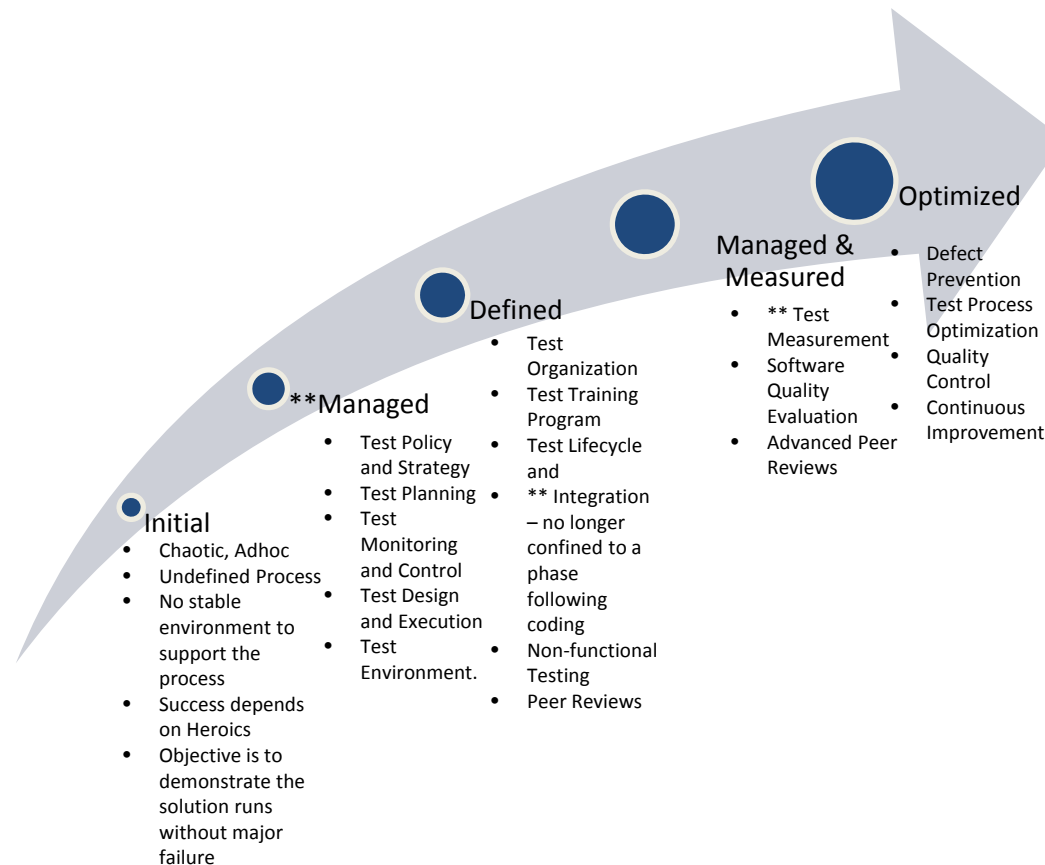 Initial
• Chaotic, Adhoc
• Undefined Process
• No stable
environment to
support the
process
• Success depends
on Heroics
• Objective is to
demonstrate the
solution runs
without major
failure
**Managed
• Test Policy
and Strategy
• Test Planning
• Test
Monitoring
and Control
• Test Design
and Execution
• Test
Environment.
Defined
• Test
Organization
• Test Training
Program
• Test Lifecycle
and
• ** Integration
– no longer
confined to a
phase
following
coding
• Non-functional
Testing
• Peer Reviews
Managed &
Measured
• ** Test
Measurement
• Software
Quality
Evaluation
• Advanced Peer
Reviews
Optimized
• Defect
Prevention
• Test Process
Optimization
• Quality
Control
• Continuous
Improvement